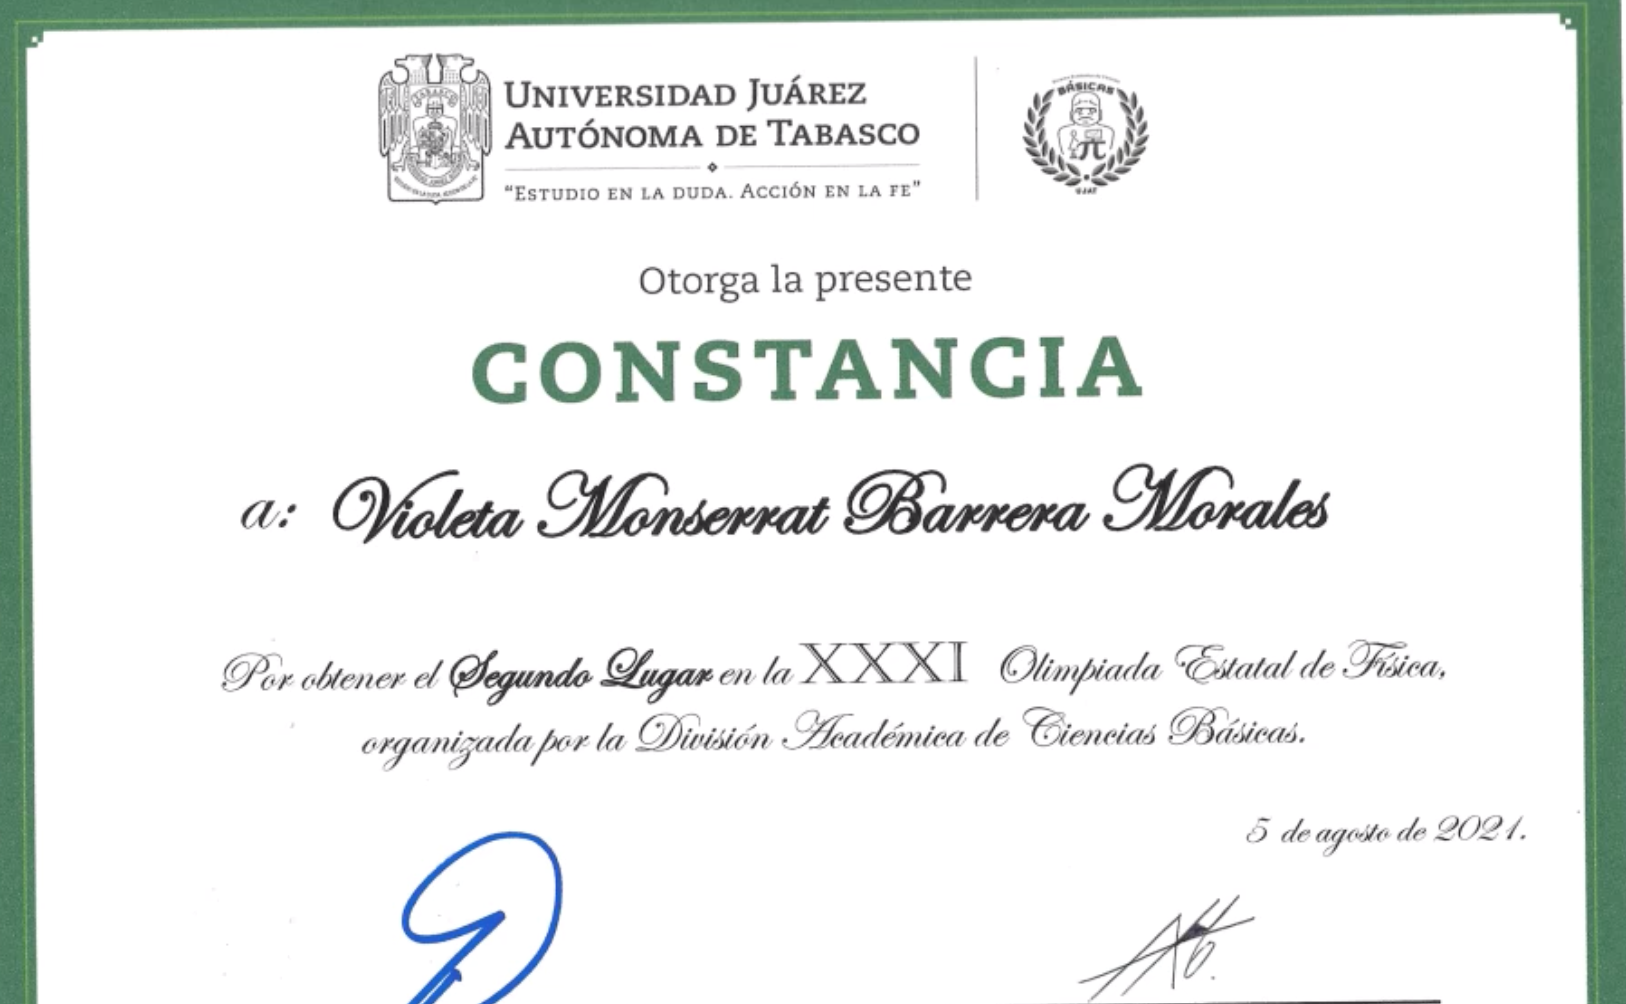 UNIVERSIDAD JUÁREZ
AUTÓNOMA DE TABASCO
“ESTUDIO EN LA DUDA. ACCIÓN EN LA FE”
BÁSICAS
UJAT
Otorga la presente
CONSTANCIA
a: Violeta Monserrat Barrera Morales
Por obtener el Segundo Lugar en la XXXI Olimpiada Estatal de Física,
organizada por la División Académica de Ciencias Básicas.
5 de agosto de 2021.